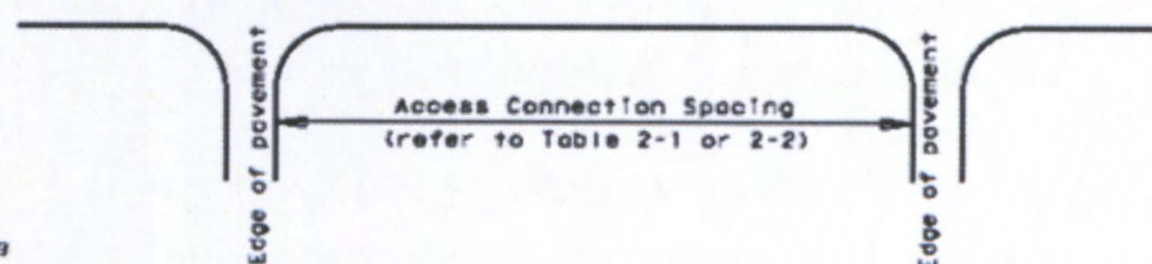 Edge of pavement
Access Connection Spacing
(refer to Table 2-1 or 2-2)
Edge of pavement